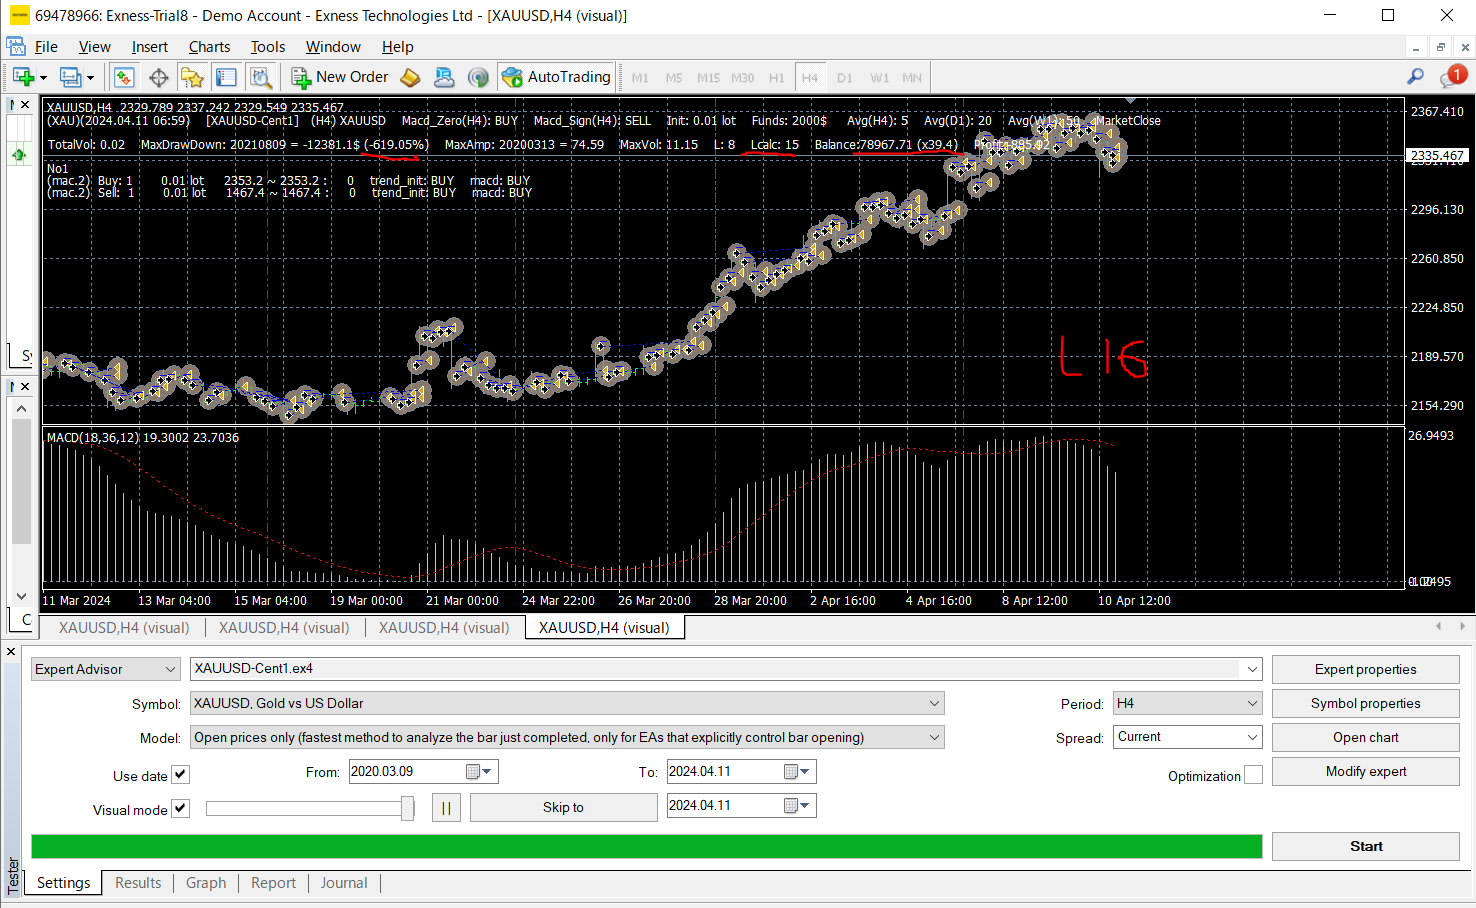 69478966: Exness-Trial8 - Demo Account - Exness Technologies Ltd - [XAUUSD,H4 (visual)]
File View Insert Charts Tools Window Help
New Order AutoTrading M1 M5 M15 M30 H1 H4 D1 W1 MN 1
XAUUSD,H4 2329.789 2337.242 2329.549 2335.467
(XAU)(2024.04.11 06:59) [XAUUSD-Cent1] (H4) XAUUSD Macd_Zero(H4): BUY Macd_Sign(H4): SELL Init: 0.01 lot Funds: 2000$ Avg(H4): 5 Avg(D1): 20 Avg(W1): 50 MarketClose
TotalVol: 0.02 MaxDrawDown: 20210809 = -12381.1$ (-619.05%) MaxAmp: 20200313 = 74.59 MaxVol: 11.15 L: 8 Lcalc: 15 Balance:78967.71 (x39.4)
No1
(mac.2) Buy: 1 0.01 lot 2353.2 ~ 2353.2 : 0 trend_init: BUY macd: BUY
(mac.2) Sell: 1 0.01 lot 1467.4 ~ 1467.4 : 0 trend_init: BUY macd: BUY
2367.410
2335.467
2296.130
2260.850
2224.850
2189.570
2154.290
L16
MACD(18,36,12) 19.3002 23.7036
26.9493
11 Mar 2024 13 Mar 04:00 15 Mar 04:00 19 Mar 00:00 21 Mar 00:00 24 Mar 22:00 26 Mar 20:00 28 Mar 20:00 2 Apr 16:00 4 Apr 16:00 8 Apr 12:00 10 Apr 12:00
XAUUSD,H4 (visual) XAUUSD,H4 (visual) XAUUSD,H4 (visual) XAUUSD,H4 (visual)
Expert Advisor XAUUSD-Cent1.ex4 Expert properties
Symbol: XAUUSD, Gold vs US Dollar Period: H4 Symbol properties
Model: Open prices only (fastest method to analyze the bar just completed, only for EAs that explicitly control bar opening) Spread: Current Open chart
Use date From: 2020.03.09 To: 2024.04.11 Optimization Modify expert
Visual mode Skip to 2024.04.11
Start
Tester
Settings Results Graph Report Journal